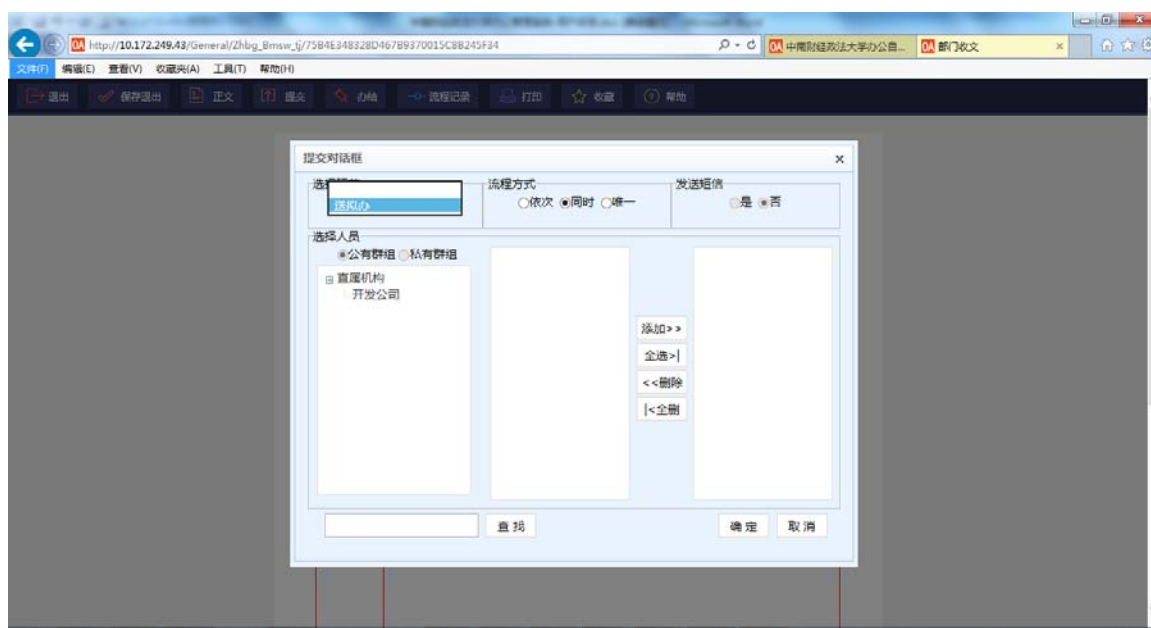 http://10.172.249.43/General/Zhbg_Bmsw_tj/75B4E348328D467B9370015C8B245F34
OA 中南财经政法大学办公自...
OA 部门收文
文件(F) 编辑(E) 查看(V) 收藏夹(A) 工具(T) 帮助(H)
退出 保存退出 正文 提交 办结 流程记录 打印 收藏 帮助
提交对话框
流程方式
发送短信
送拟办
依次 同时 唯一
是 否
选择人员
公有群组 私有群组
直属机构
开发公司
添加>>
全选>|
<<删除
|<全删
查找
确定 取消